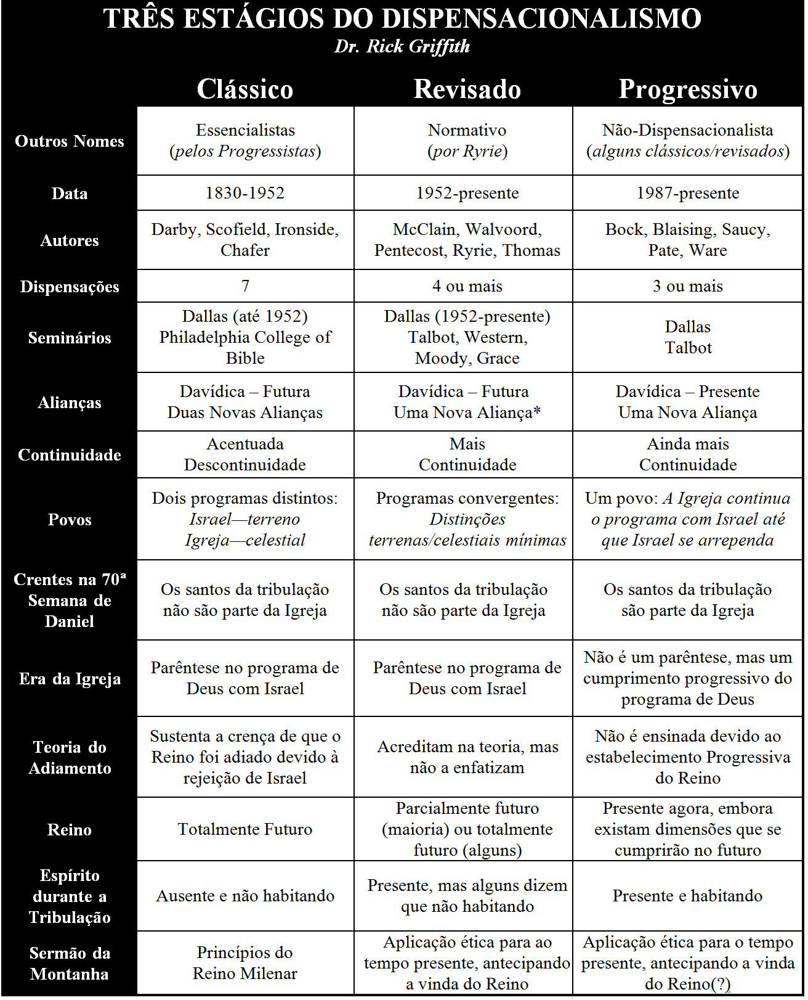 TRÊS ESTÁGIOS DO DISPENSACIONALISMO
Dr. Rick Griffith
Clássico
Revisado
Progressivo
Outros Nomes
Essencialistas
(pelos Progressistas)
Normativo
(por Ryrie)
Não-Dispensacionalista
(alguns clássicos/revisados)
Data
1830-1952
1952-presente
1987-presente
Autores
Darby, Scofield, Ironside,
Chafer
McClain, Walvoord,
Pentecost, Ryrie, Thomas
Bock, Blaising, Saucy,
Pate, Ware
Dispensações
7
4 ou mais
3 ou mais
Seminários
Dallas (até 1952)
Philadelphia College of
Bible
Dallas (1952-presente)
Talbot, Western,
Moody, Grace
Dallas
Talbot
Alianças
Davídica – Futura
Duas Novas Alianças
Davídica – Futura
Uma Nova Aliança*
Davídica – Presente
Uma Nova Aliança
Continuidade
Acentuada
Descontinuidade
Mais
Continuidade
Ainda mais
Continuidade
Povos
Dois programas distintos:
Israel—terreno
Igreja—celestial
Programas convergentes:
Distinções
terrenas/celestiais mínimas
Um povo: A Igreja continua
o programa com Israel até
que Israel se arrependa
Crentes na 70ª
Semana de
Daniel
Os santos da tribulação
não são parte da Igreja
Os santos da tribulação
não são parte da Igreja
Os santos da tribulação
são parte da Igreja
Era da Igreja
Parêntese no programa de
Deus com Israel
Parêntese no programa de
Deus com Israel
Não é um parêntese, mas um
cumprimento progressivo do
programa de Deus
Teoria do
Adiamento
Sustenta a crença de que o
Reino foi adiado devido à
rejeição de Israel
Acreditam na teoria, mas
não a enfatizam
Não é ensinada devido ao
estabelecimento Progressiva
do Reino
Reino
Totalmente Futuro
Parcialmente futuro
(maioria) ou totalmente
futuro (alguns)
Presente agora, embora
existam dimensões que se
cumprirão no futuro
Espírito
durante a
Tribulação
Ausente e não habitando
Presente, mas alguns dizem
que não habitando
Presente e habitando
Sermão da
Montanha
Princípios do
Reino Milenar
Aplicação ética para ao
tempo presente, antecipando
a vinda do Reino
Aplicação ética para o tempo
presente, antecipando a vinda
do Reino(?)